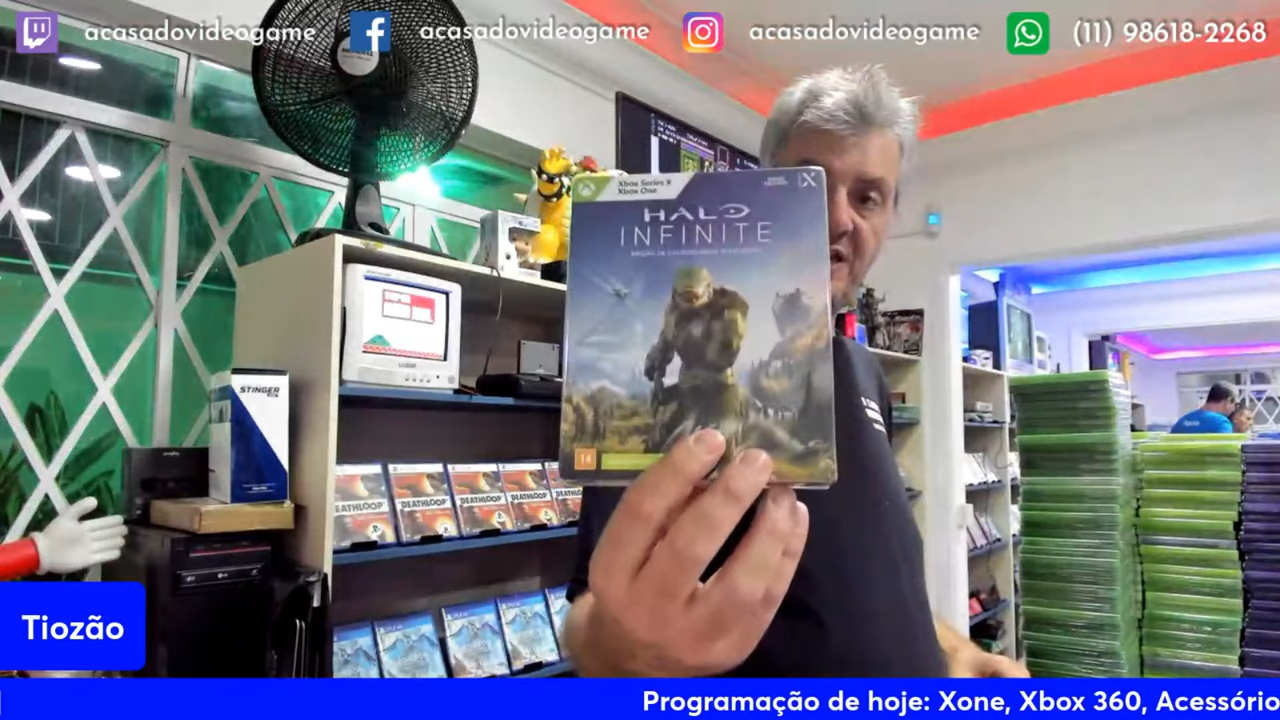 acasadovideogame
acasadovideogame
acasadovideogame
(11) 98618-2268
Xbox Series X
Xbox One
HALO
INFINITE
14
STINGER
DEATHLOOP
DEATHLOOP
DEATHLOOP
DEATHLOOP
Tiozão
Programação de hoje: Xone, Xbox 360, Acessório